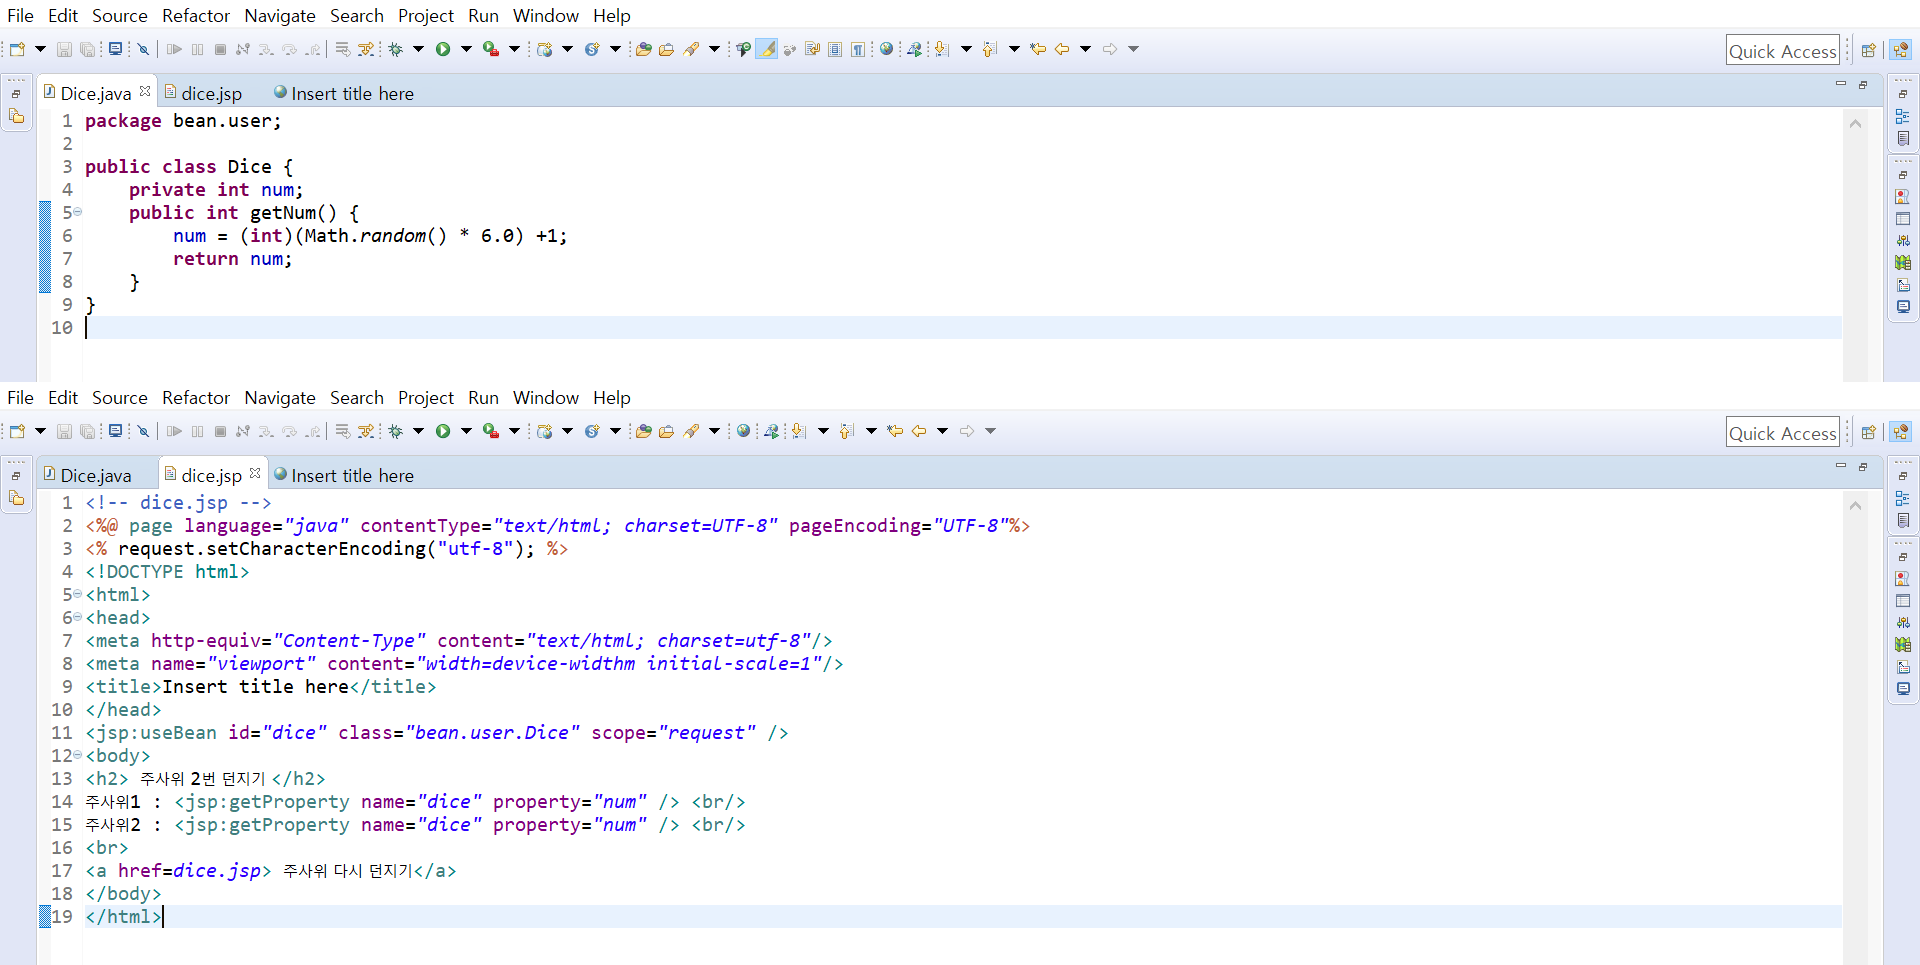 File Edit Source Refactor Navigate Search Project Run Window Help
Quick Access
Dice.java dice.jsp Insert title here
1 package bean.user;
2
3 public class Dice {
4 private int num;
5 public int getNum() {
6 num = (int)(Math.random() * 6.0) +1;
7 return num;
8 }
9 }
10
File Edit Source Refactor Navigate Search Project Run Window Help
Quick Access
Dice.java dice.jsp Insert title here
1 <!-- dice.jsp -->
2 <%@ page language="java" contentType="text/html; charset=UTF-8" pageEncoding="UTF-8"%>
3 <% request.setCharacterEncoding("utf-8"); %>
4 <!DOCTYPE html>
5 <html>
6 <head>
7 <meta http-equiv="Content-Type" content="text/html; charset=utf-8"/>
8 <meta name="viewport" content="width=device-widthm initial-scale=1"/>
9 <title>Insert title here</title>
10 </head>
11 <jsp:useBean id="dice" class="bean.user.Dice" scope="request" />
12 <body>
13 <h2> 주사위 2번 던지기 </h2>
14 주사위1 : <jsp:getProperty name="dice" property="num" /> <br/>
15 주사위2 : <jsp:getProperty name="dice" property="num" /> <br/>
16 <br>
17 <a href=dice.jsp> 주사위 다시 던지기</a>
18 </body>
19 </html>